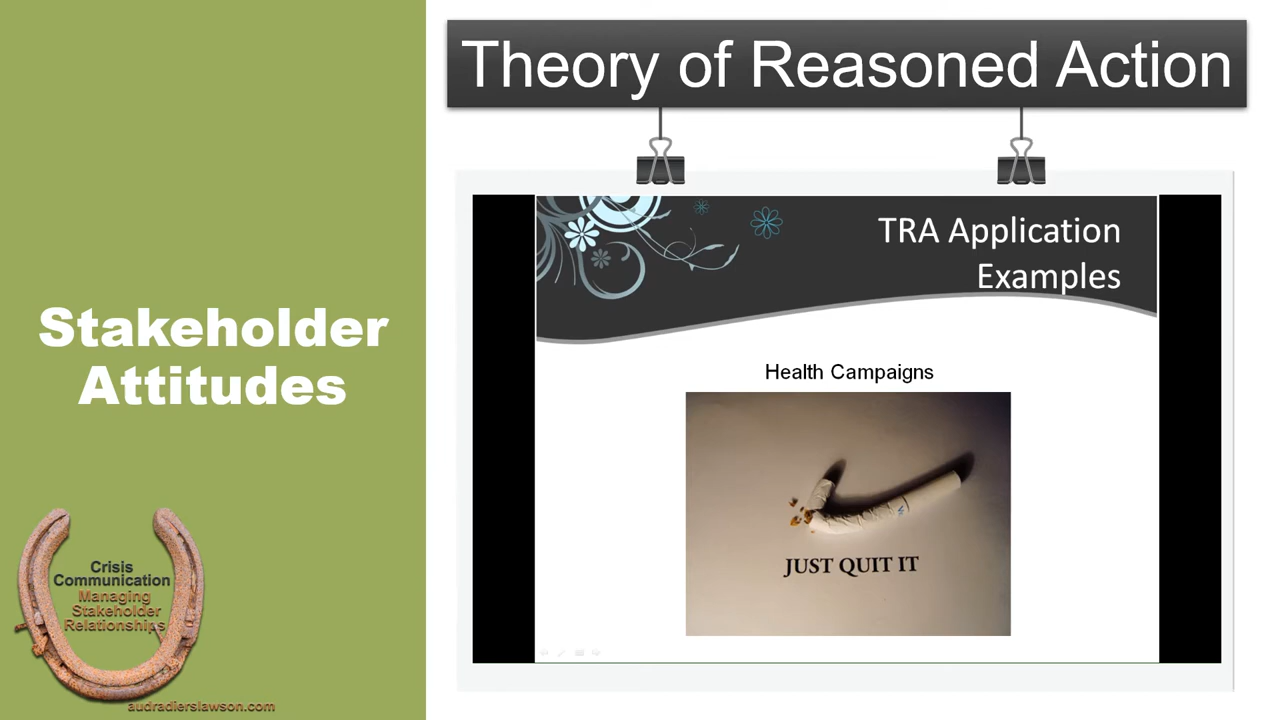 Theory of Reasoned Action
TRA Application
Examples
Health Campaigns
JUST QUIT IT
Stakeholder
Attitudes
Crisis
Communication
Managing
Stakeholder
Relationships
audradierslawson.com